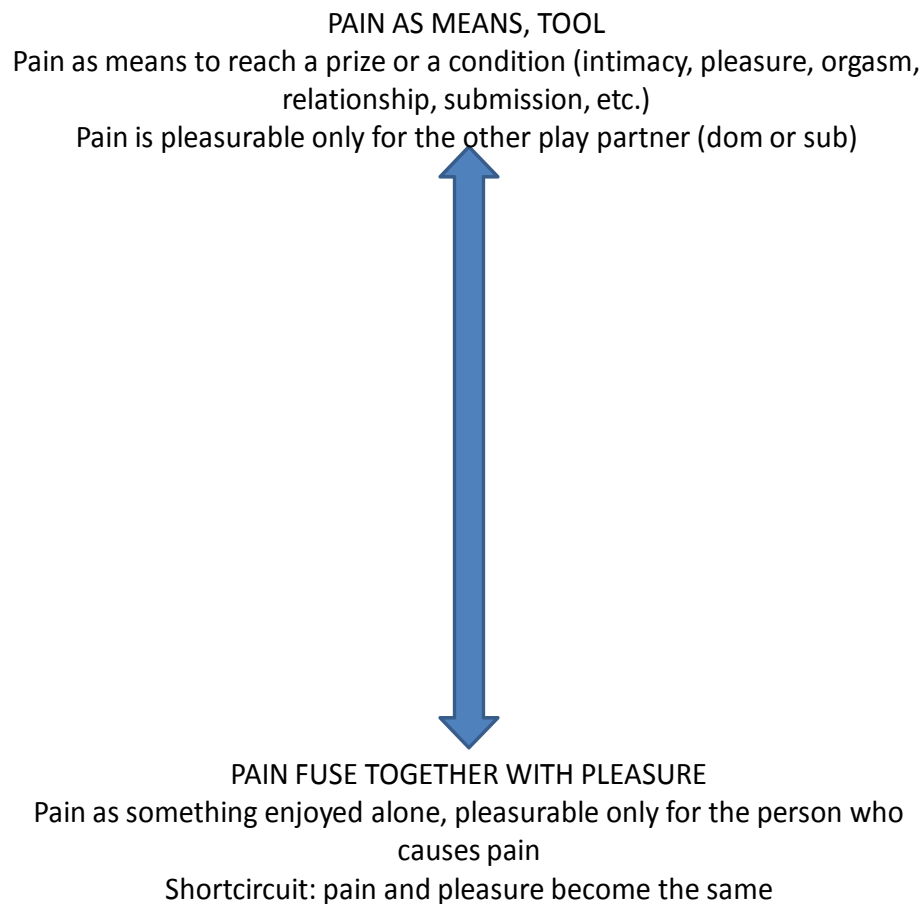 PAIN AS MEANS, TOOL
Pain as means to reach a prize or a condition (intimacy, pleasure, orgasm,
relationship, submission, etc.)
Pain is pleasurable only for the other play partner (dom or sub)
PAIN FUSE TOGETHER WITH PLEASURE
Pain as something enjoyed alone, pleasurable only for the person who
causes pain
Shortcircuit: pain and pleasure become the same